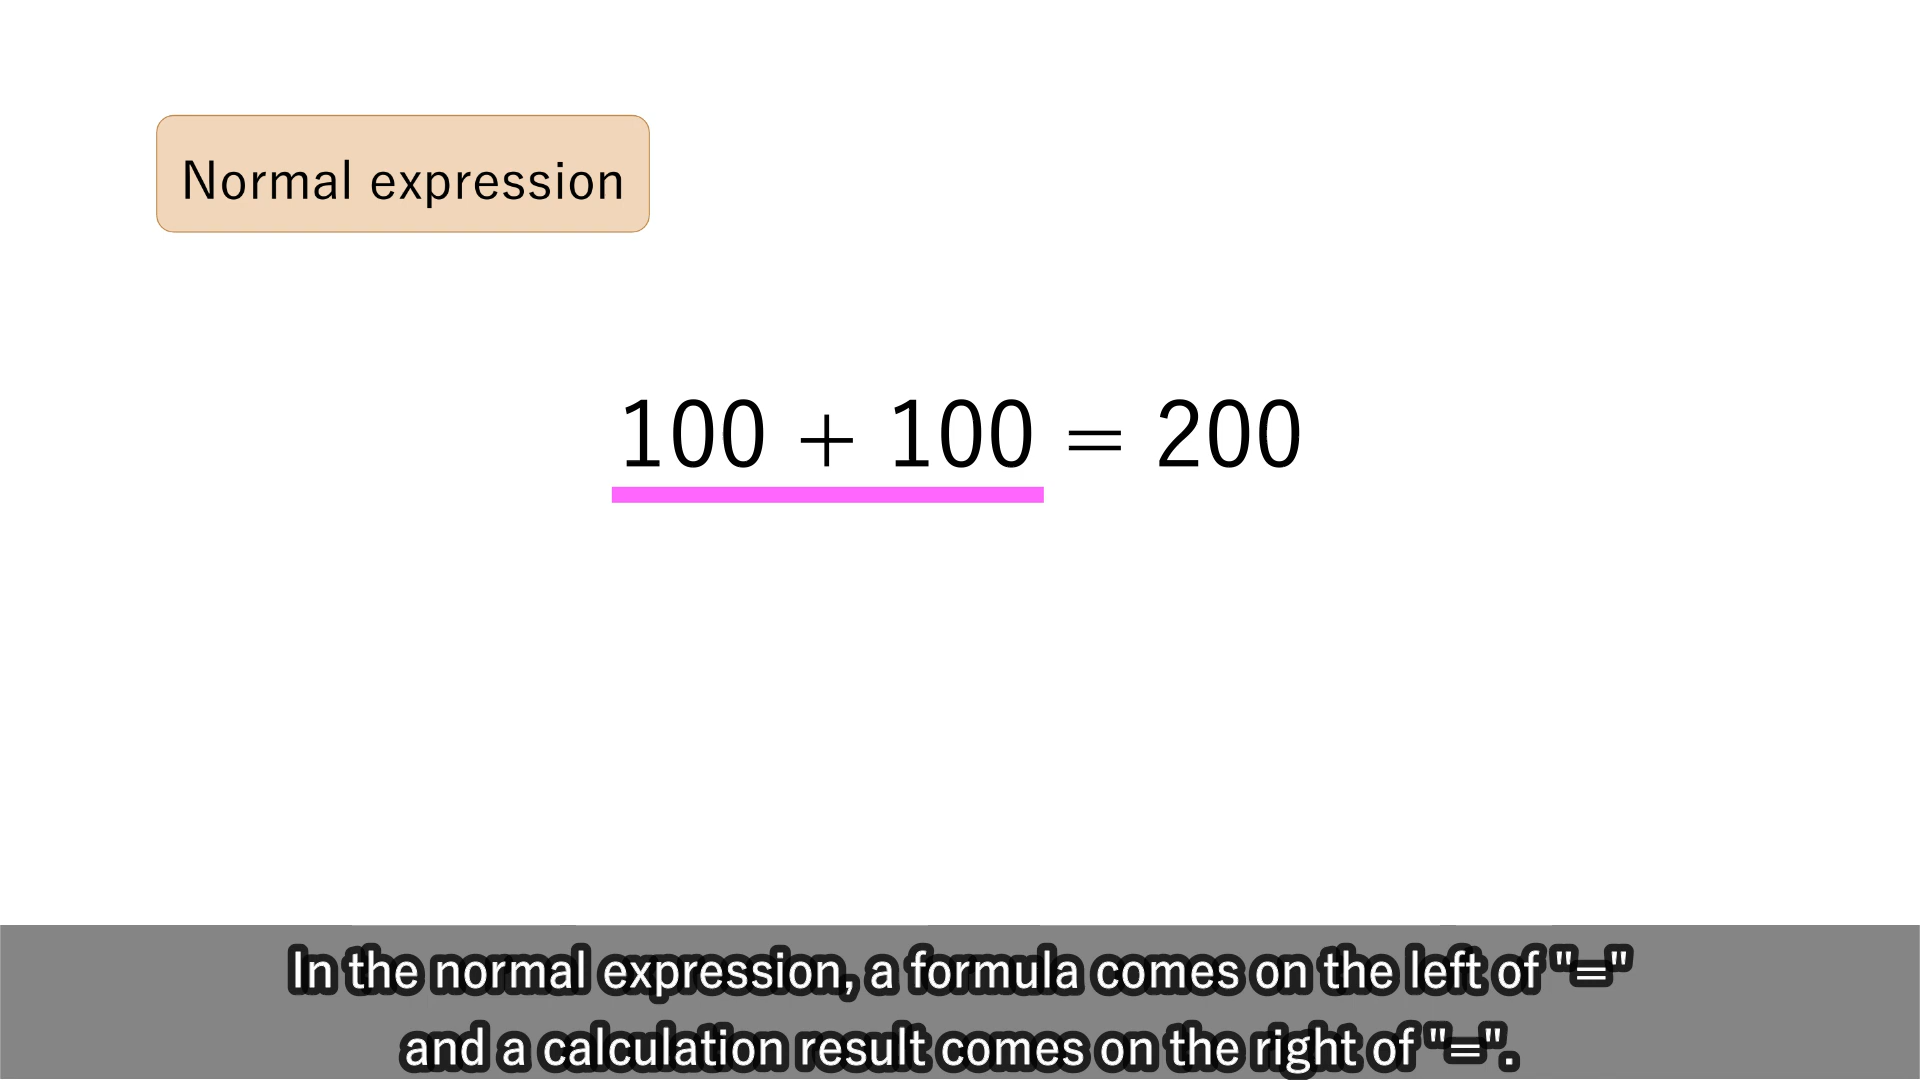 Normal expression
100 + 100 = 200
In the normal expression, a formula comes on the left of "="
and a calculation result comes on the right of "=".